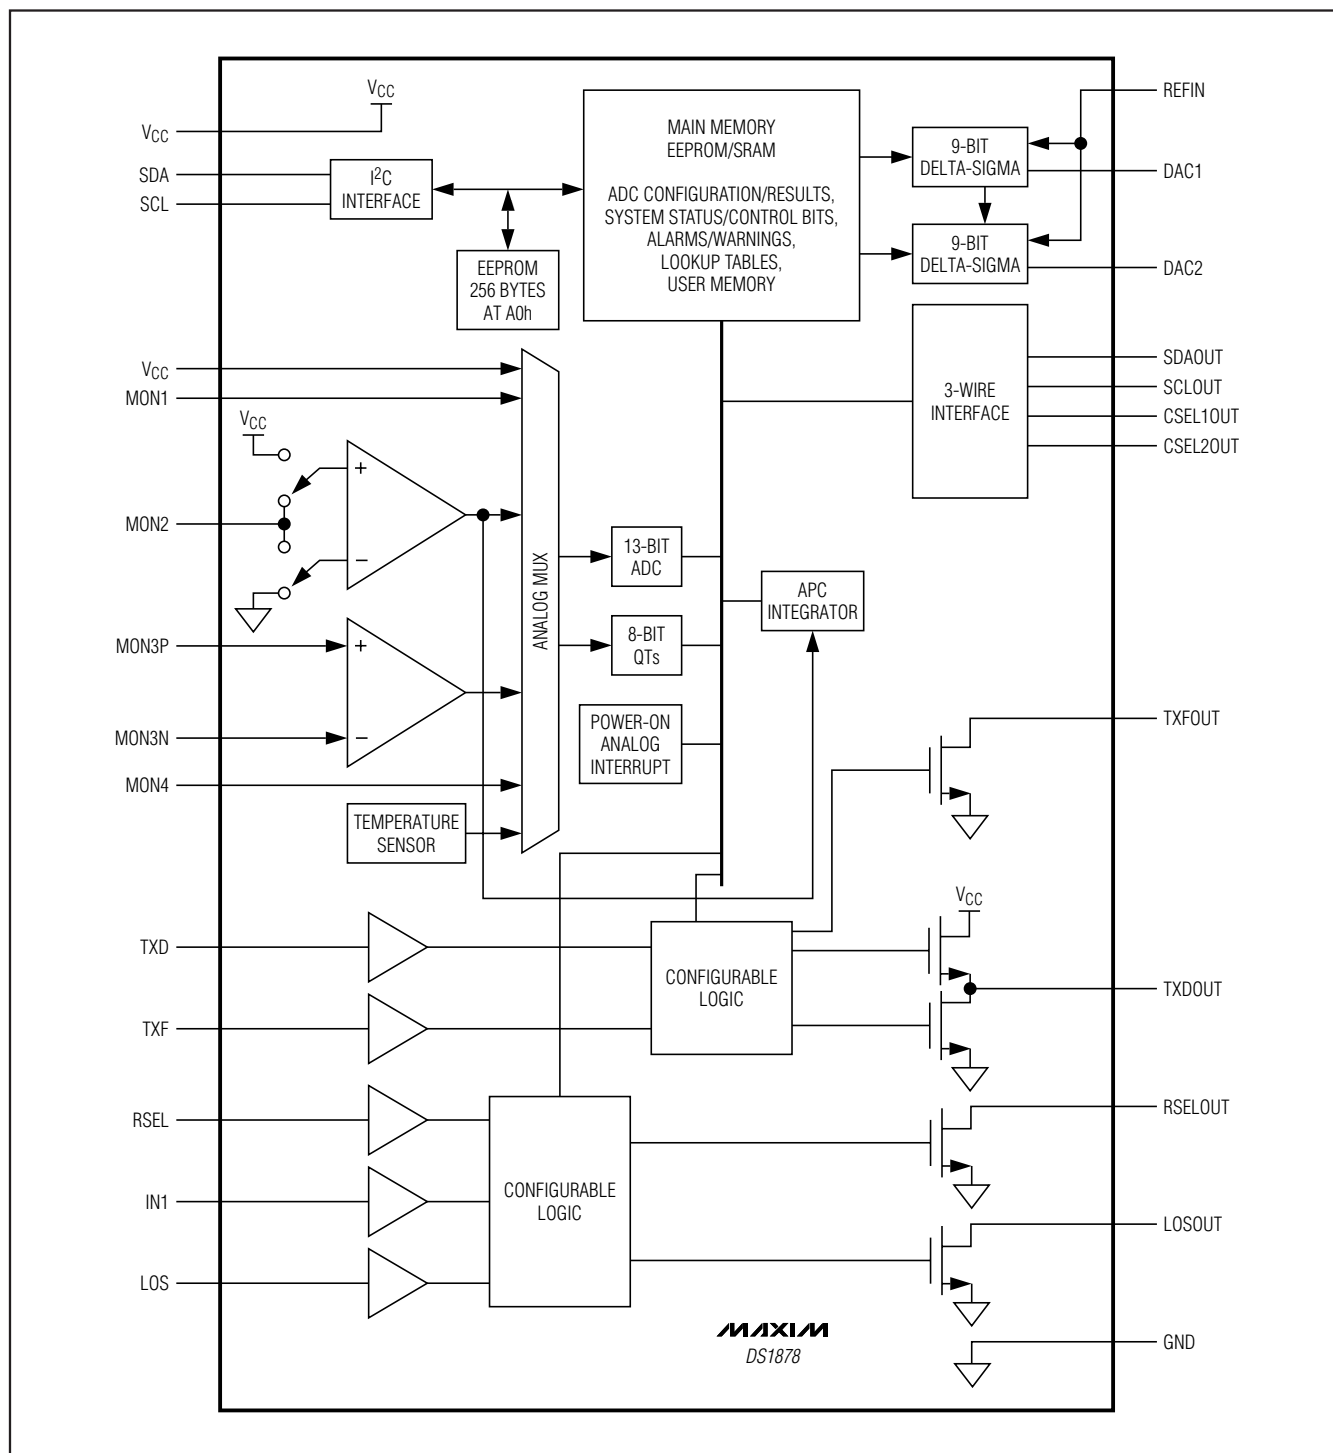 VCC
VCC
SDA
SCL
I2C
INTERFACE
EEPROM
256 BYTES
AT A0h
MAIN MEMORY
EEPROM/SRAM
ADC CONFIGURATION/RESULTS,
SYSTEM STATUS/CONTROL BITS,
ALARMS/WARNINGS,
LOOKUP TABLES,
USER MEMORY
9-BIT
DELTA-SIGMA
9-BIT
DELTA-SIGMA
REFIN
DAC1
DAC2
3-WIRE
INTERFACE
SDAOUT
SCLOUT
CSEL1OUT
CSEL2OUT
VCC
MON1
VCC
MON2
+
−
MON3P
MON3N
+
−
MON4
TEMPERATURE
SENSOR
ANALOG MUX
13-BIT
ADC
8-BIT
QTs
POWER-ON
ANALOG
INTERRUPT
APC
INTEGRATOR
TXFOUT
TXD
TXF
CONFIGURABLE
LOGIC
VCC
TXDOUT
RSEL
IN1
LOS
CONFIGURABLE
LOGIC
RSELOUT
LOSOUT
MAXIM
DS1878
GND